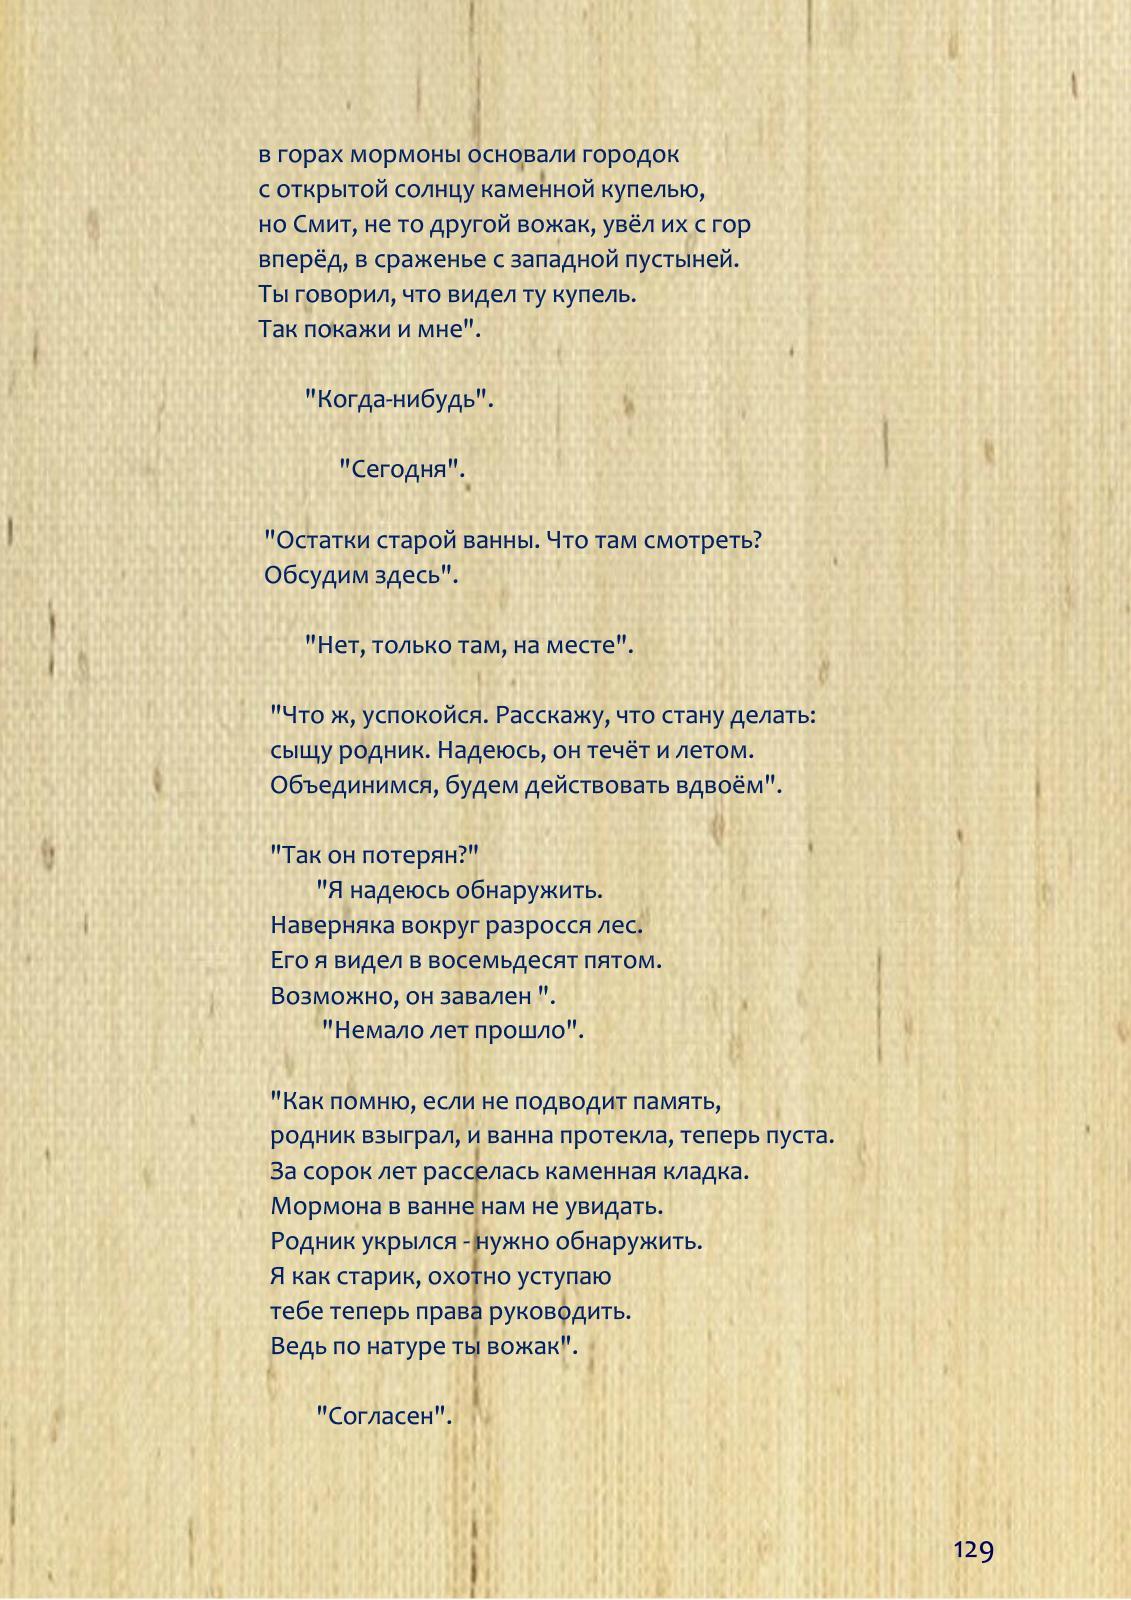 в горах мормоны основали городок
с открытой солнцу каменной купелью,
но Смит, не то другой вожак, увёл их с гор
вперёд, в сраженье с западной пустыней.
Ты говорил, что видел ту купель.
Так покажи и мне".
"Когда-нибудь".
"Сегодня".
"Остатки старой ванны. Что там смотреть?
Обсудим здесь".
"Нет, только там, на месте".
"Что ж, успокойся. Расскажу, что стану делать:
сыщу родник. Надеюсь, он течёт и летом.
Объединимся, будем действовать вдвоём".
"Так он потерян?"
"Я надеюсь обнаружить.
Наверняка вокруг разросся лес.
Его я видел в восемьдесят пятом.
Возможно, он завален ".
"Немало лет прошло".
"Как помню, если не подводит память,
родник взыграл, и ванна протекла, теперь пуста.
За сорок лет расселась каменная кладка.
Мормона в ванне нам не увидать.
Родник укрылся - нужно обнаружить.
Я как старик, охотно уступаю
тебе теперь права руководить.
Ведь по натуре ты вожак".
"Согласен".
129